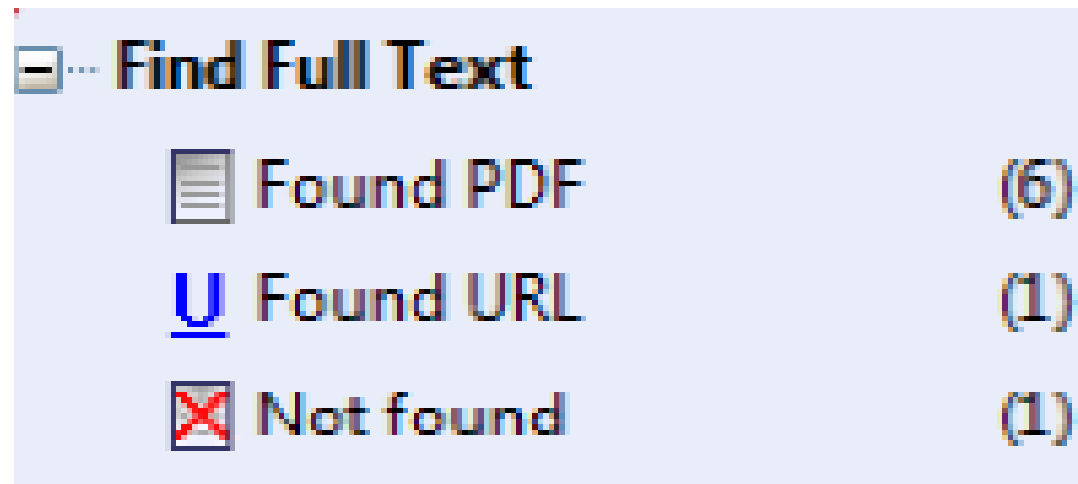 Find Full Text
Found PDF (6)
U Found URL (1)
Not found (1)